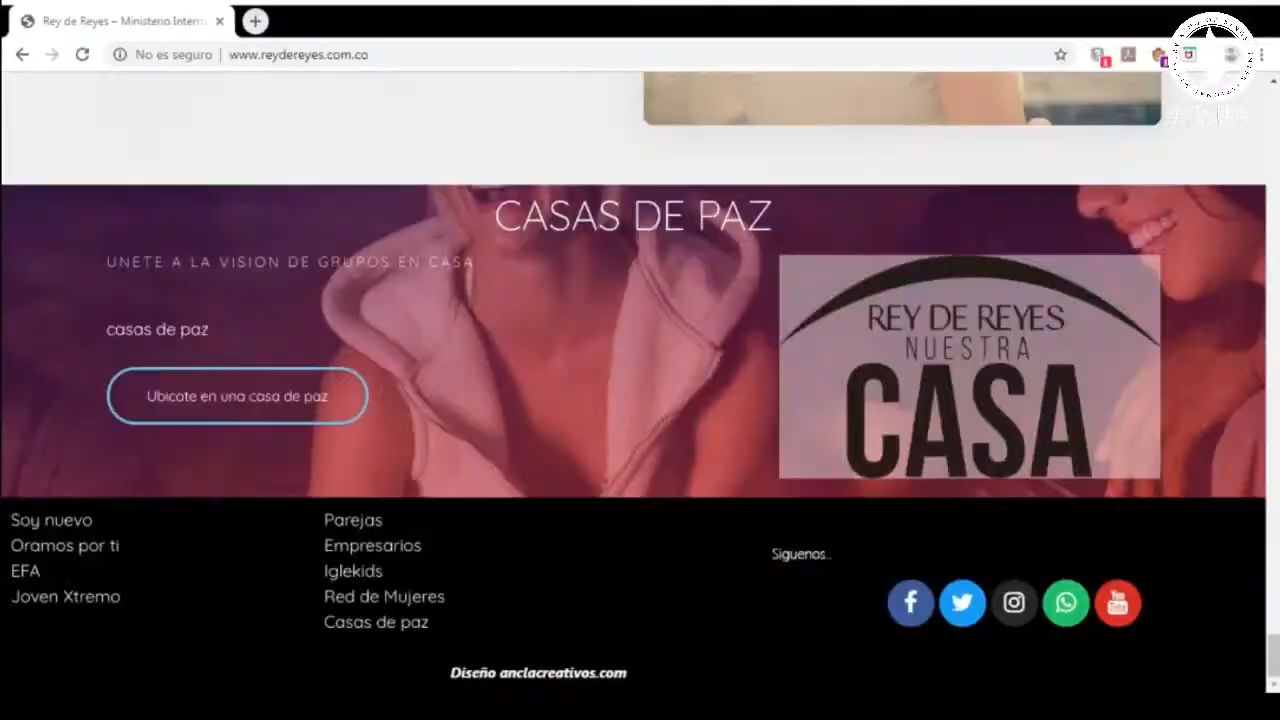 Rey de Reyes – Ministerio Intern
No es seguro
www.reydereyes.com.co
CASAS DE PAZ
UNETE A LA VISION DE GRUPOS EN CASA
casas de paz
Ubicate en una casa de paz
REY DE REYES
NUESTRA
CASA
Soy nuevo
Oramos por ti
EFA
Joven Xtremo
Parejas
Empresarios
Iglekids
Red de Mujeres
Casas de paz
Siguenos..
You
Tube
Diseño anclacreativos.com